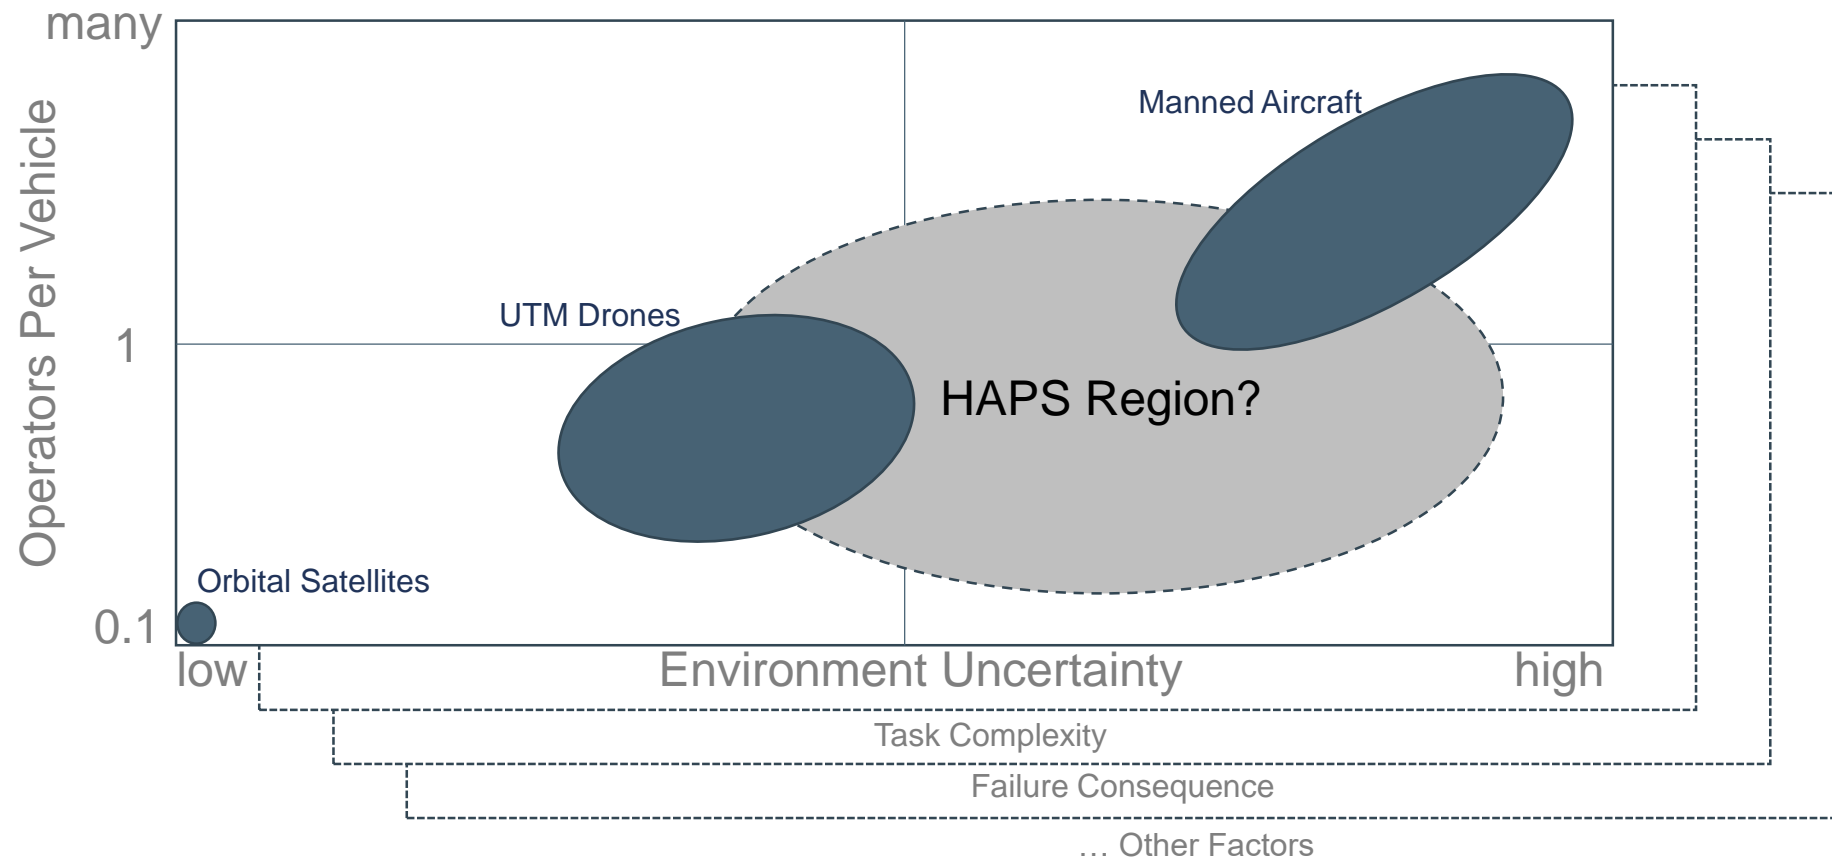 many
Manned Aircraft
Operators Per Vehicle
UTM Drones
1
HAPS Region?
Orbital Satellites
0.1
low
Environment Uncertainty
high
Task Complexity
Failure Consequence
… Other Factors